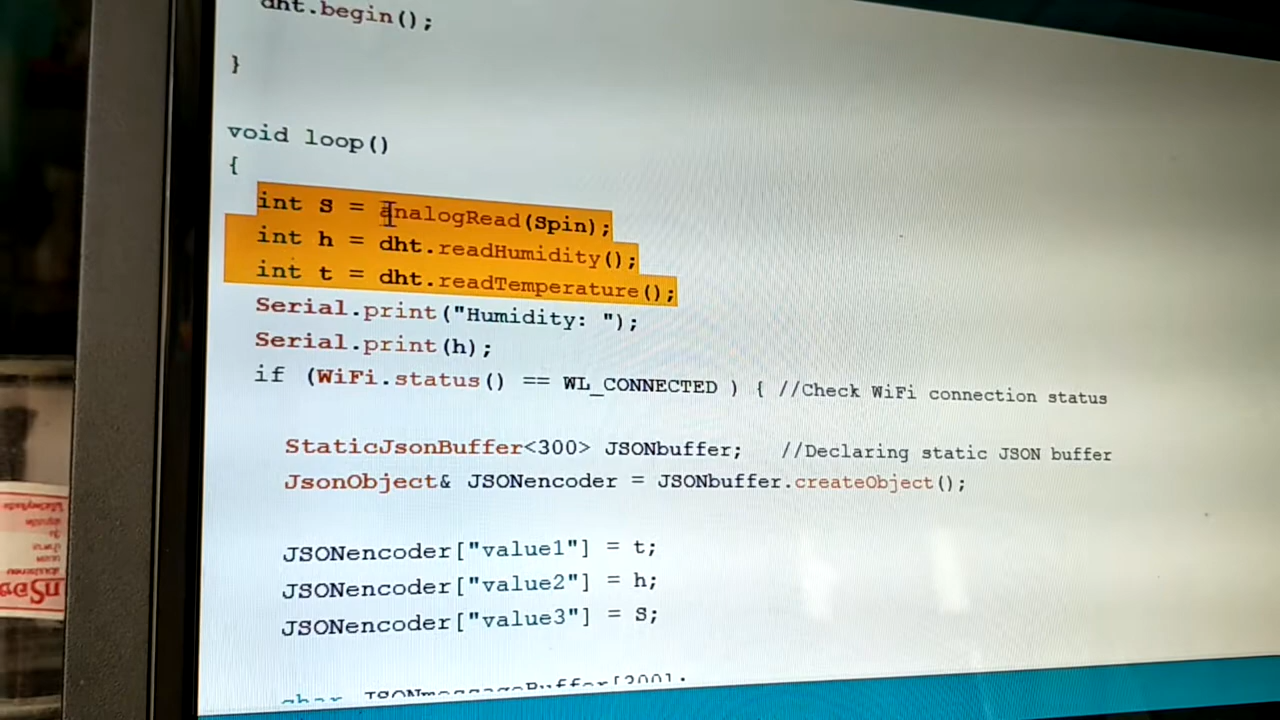 dht.begin();
}
void loop()
{
int S = analogRead(Spin);
int h = dht.readHumidity();
int t = dht.readTemperature();
Serial.print("Humidity: ");
Serial.print(h);
if (WiFi.status() == WL_CONNECTED ) { //Check WiFi connection status
StaticJsonBuffer<300> JSONbuffer; //Declaring static JSON buffer
JsonObject& JSONencoder = JSONbuffer.createObject();
JSONencoder["value1"] = t;
JSONencoder["value2"] = h;
JSONencoder["value3"] = S;